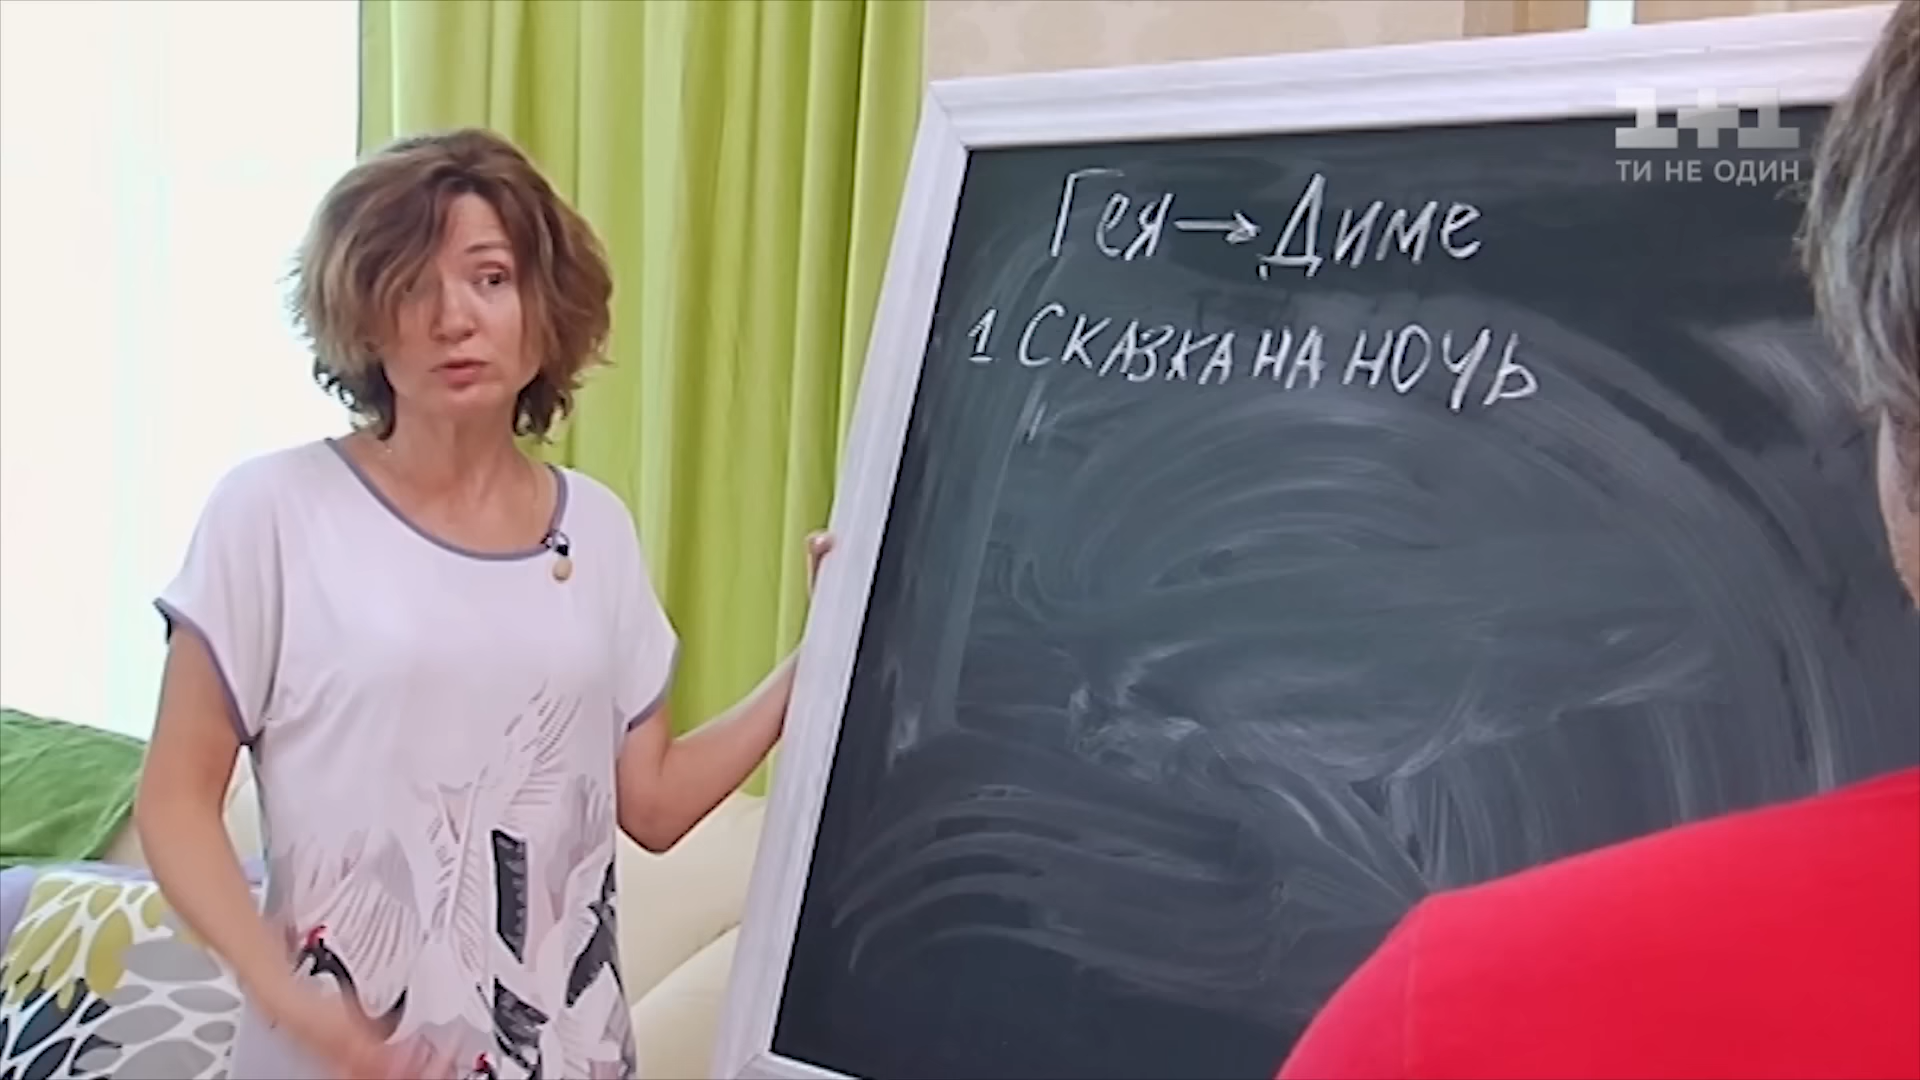 1+1
ТИ НЕ ОДИН
Гея → Диме
1 СКАЗКА НА НОЧЬ